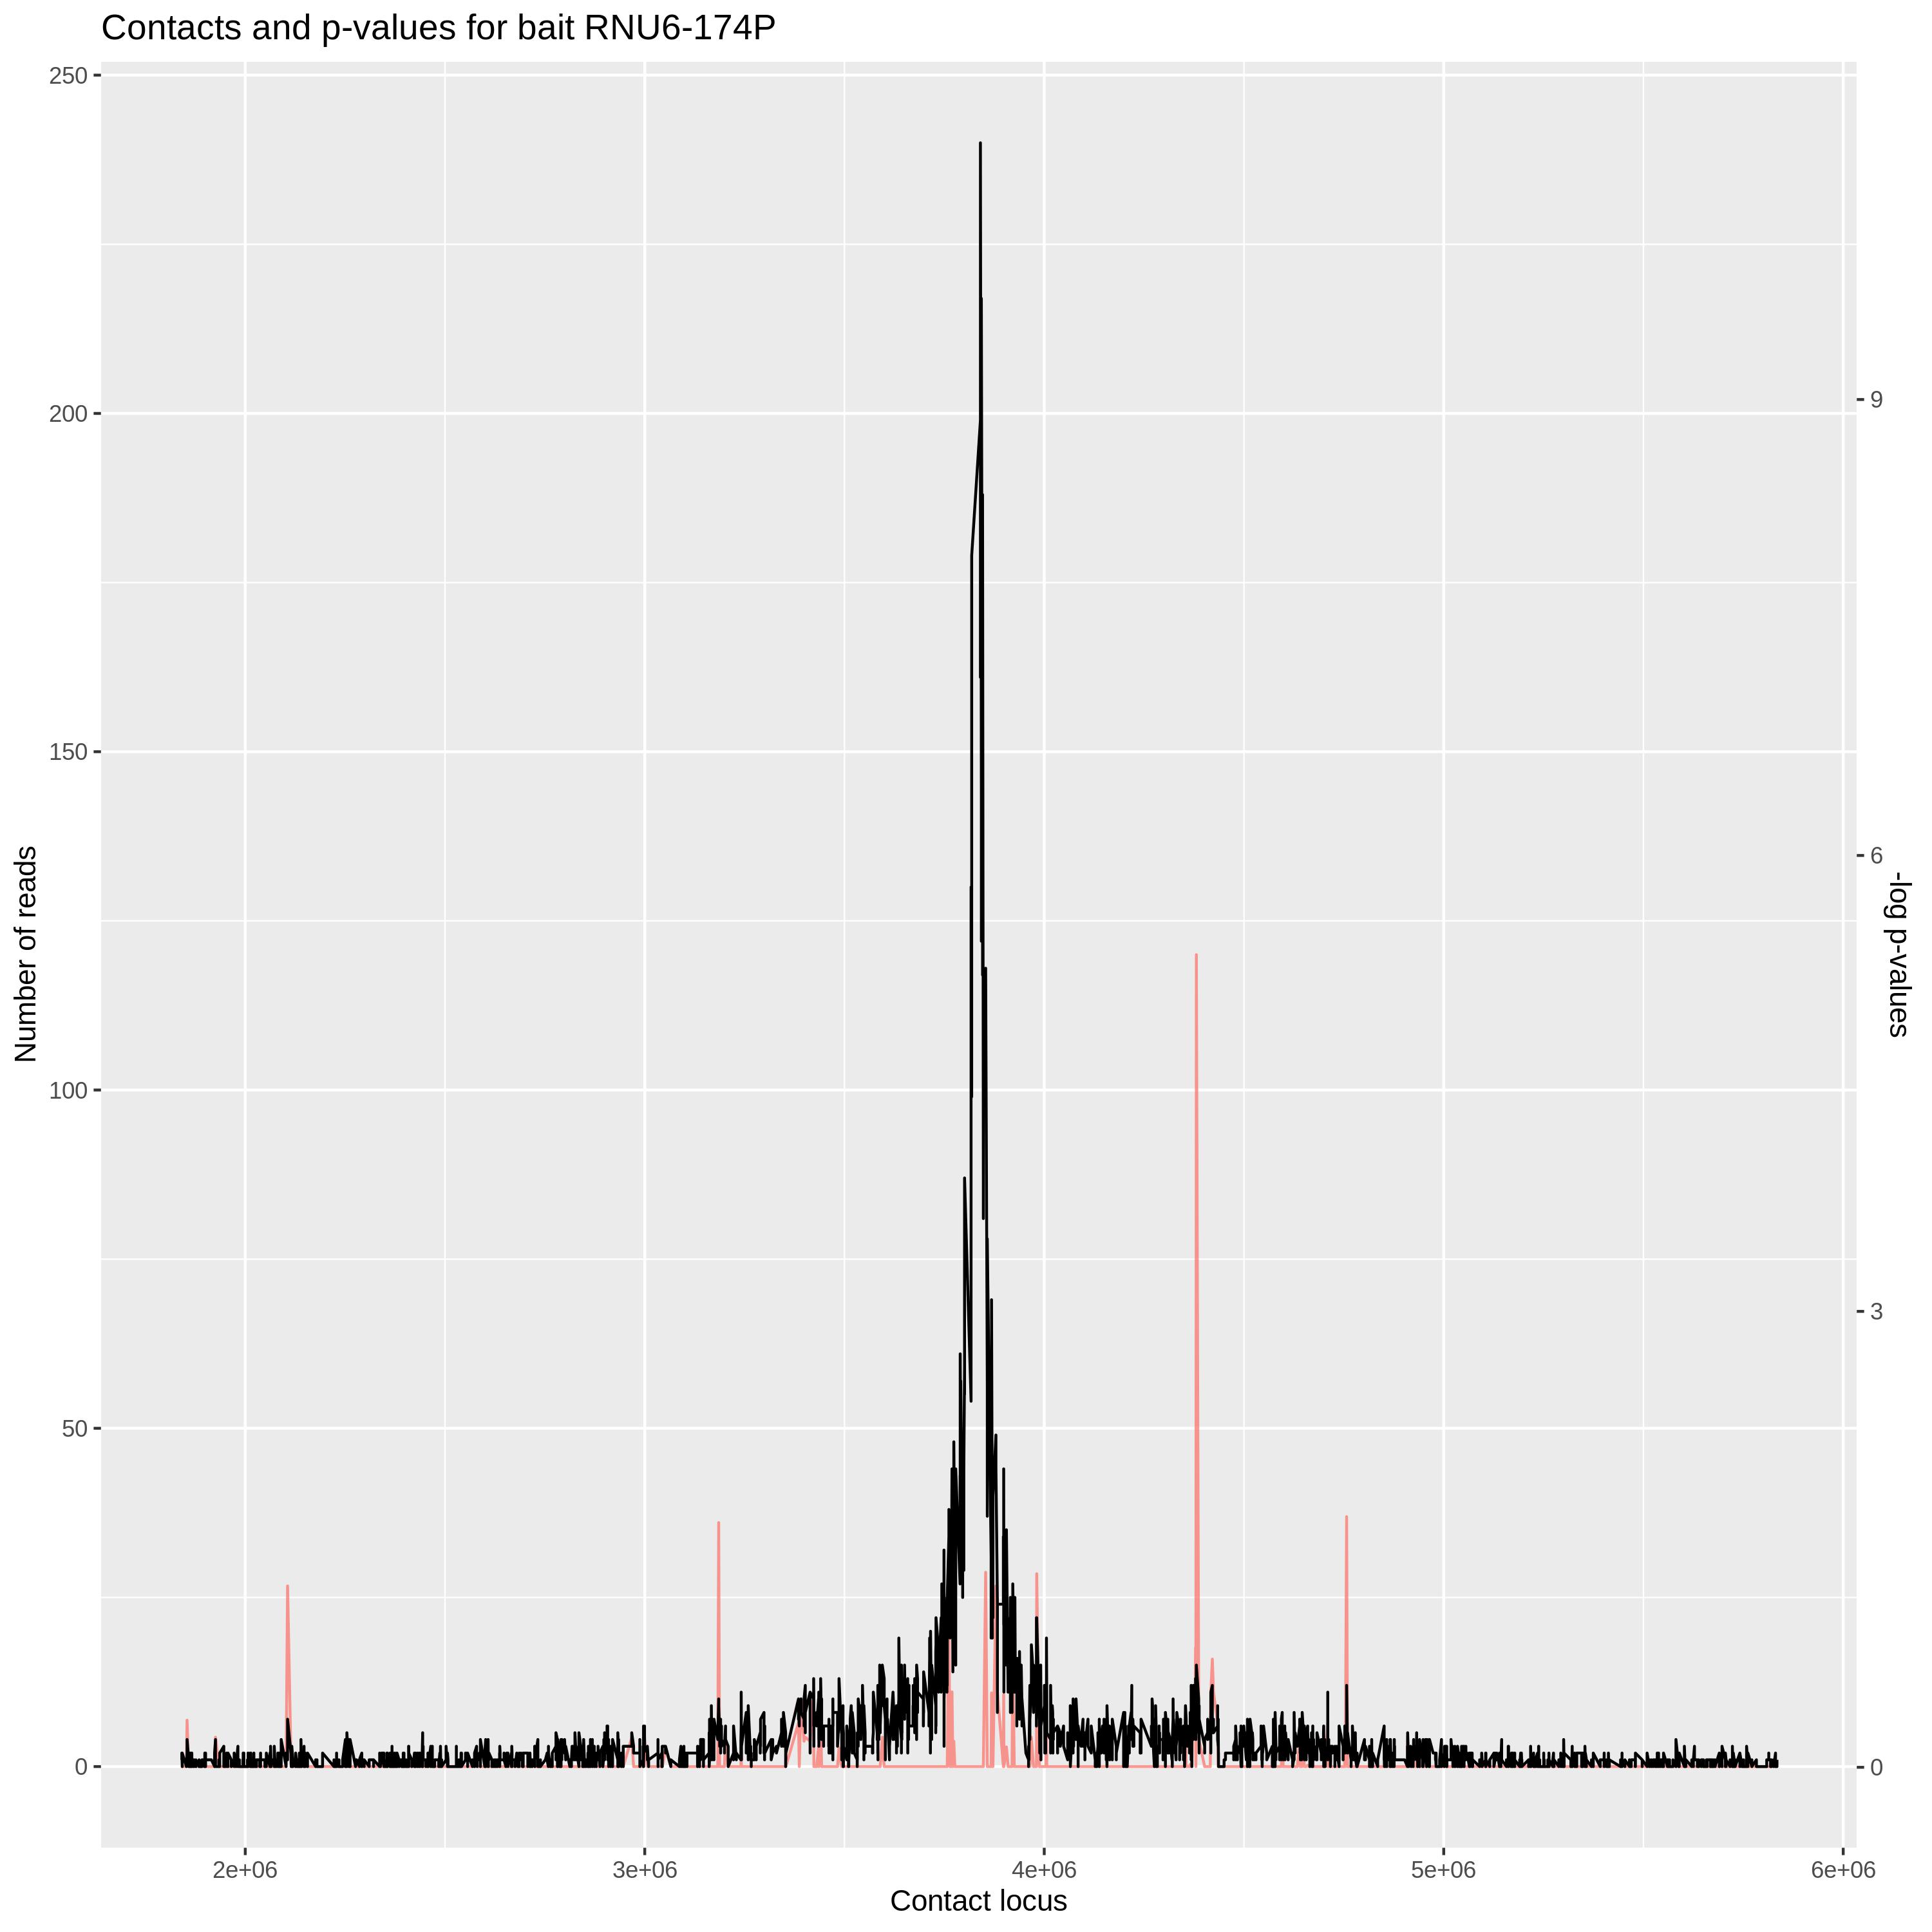 Contacts and p-values for bait RNU6-174P
250
200
150
100
50
0
Number of reads
9
6
3
0
-log p-values
2e+06 3e+06 4e+06 5e+06 6e+06
Contact locus